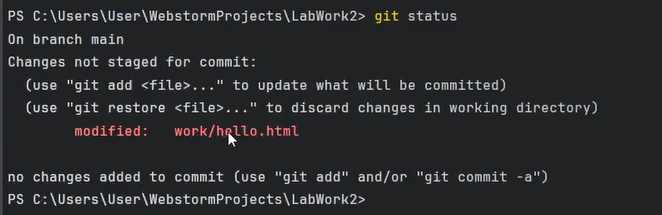 PS C:\Users\User\WebstormProjects\LabWork2> git status
On branch main
Changes not staged for commit:
  (use "git add <file>..." to update what will be committed)
  (use "git restore <file>..." to discard changes in working directory)
        modified:   work/hello.html

no changes added to commit (use "git add" and/or "git commit -a")
PS C:\Users\User\WebstormProjects\LabWork2>